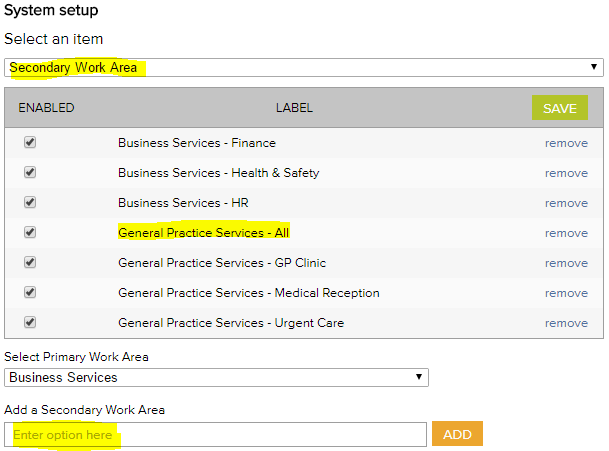 System setup
Select an item
Secondary Work Area
ENABLED LABEL SAVE
Business Services - Finance remove
Business Services - Health & Safety remove
Business Services - HR remove
General Practice Services - All remove
General Practice Services - GP Clinic remove
General Practice Services - Medical Reception remove
General Practice Services - Urgent Care remove
Select Primary Work Area
Business Services
Add a Secondary Work Area
Enter option here ADD